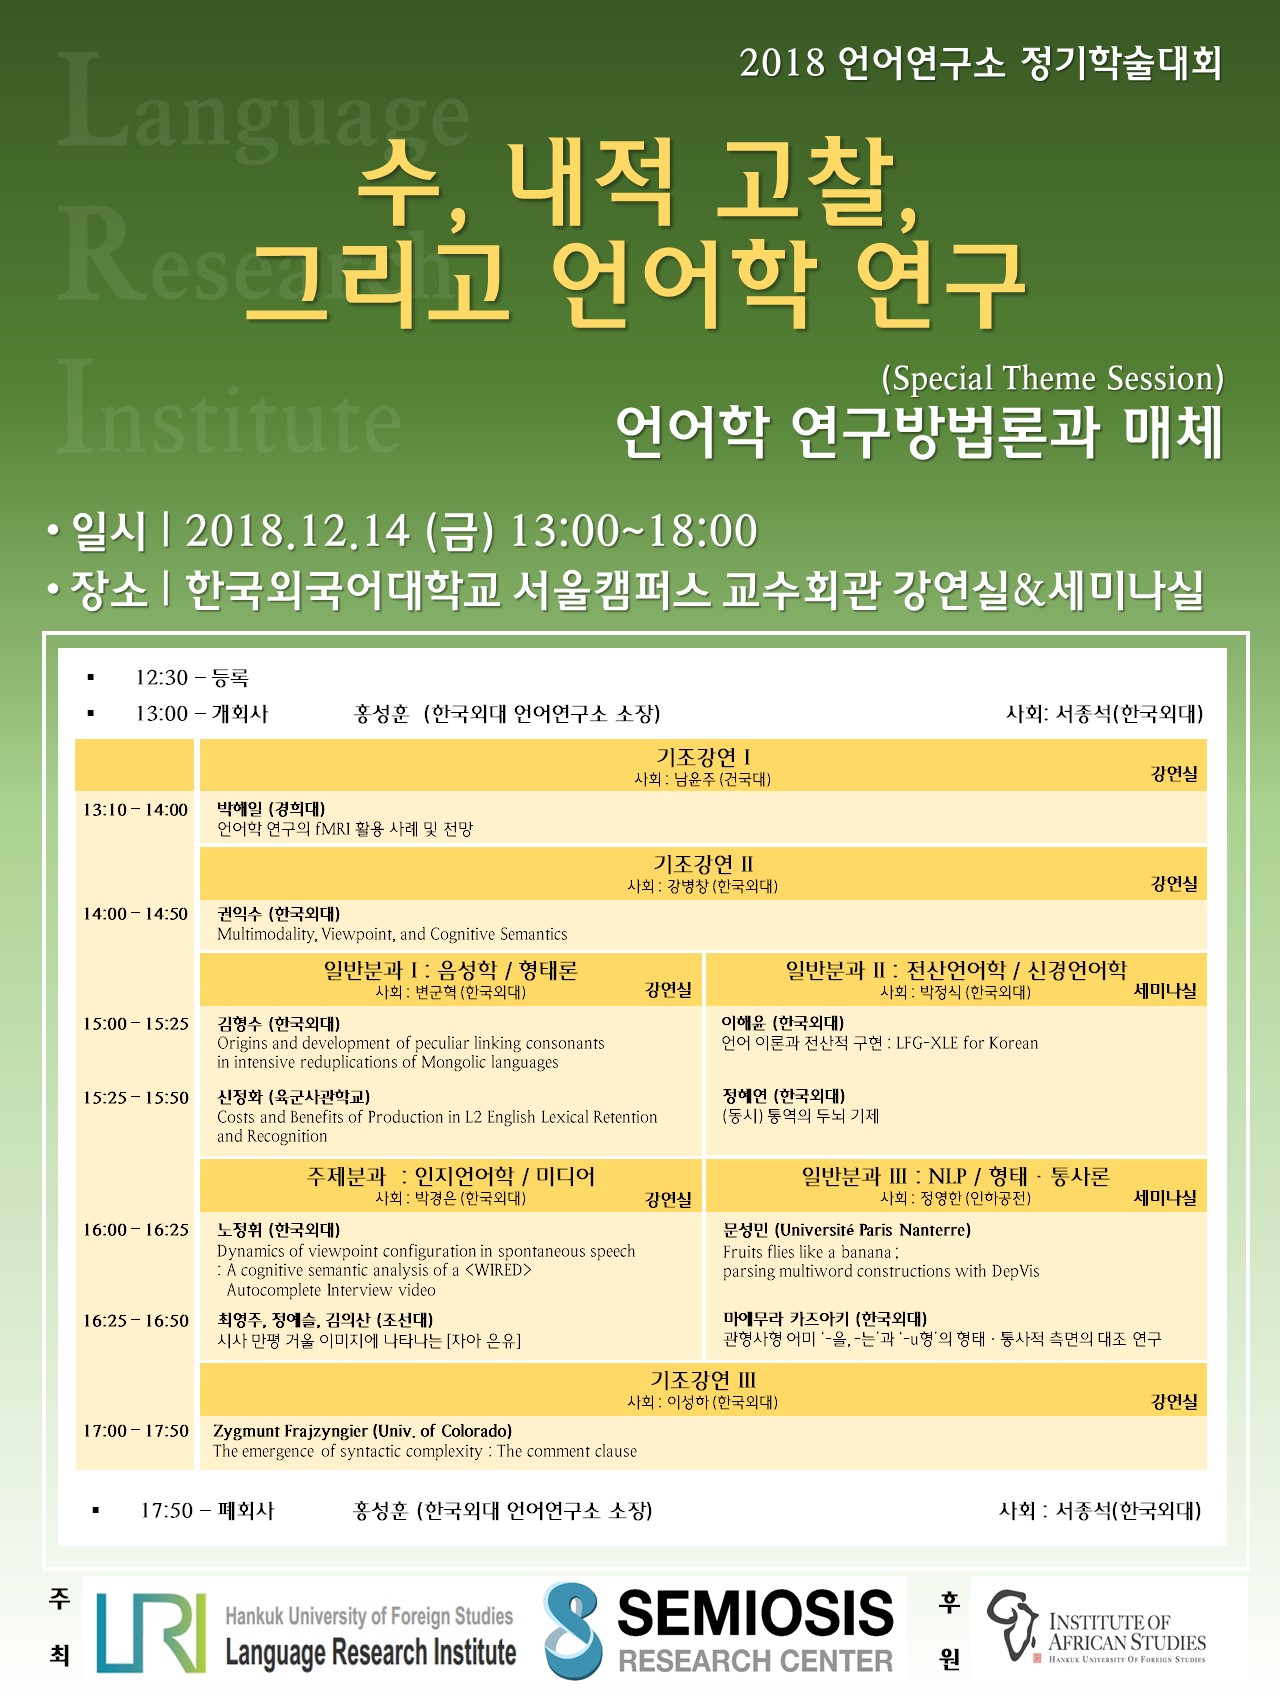 Language
Research
Institute
2018 언어연구소 정기학술대회
수, 내적 고찰,
그리고 언어학 연구
(Special Theme Session)
언어학 연구방법론과 매체
• 일시 | 2018.12.14 (금) 13:00~18:00
• 장소 | 한국외국어대학교 서울캠퍼스 교수회관 강연실&세미나실
▪ 12:30 – 등록
▪ 13:00 – 개회사 홍성훈 (한국외대 언어연구소 소장) 사회: 서종석(한국외대)
기조강연 I
사회 : 남윤주 (건국대) 강연실
13:10 – 14:00 박해일 (경희대)
언어학 연구의 fMRI 활용 사례 및 전망
기조강연 II
사회 : 강병창 (한국외대) 강연실
14:00 – 14:50 권익수 (한국외대)
Multimodality, Viewpoint, and Cognitive Semantics
일반분과 I : 음성학 / 형태론
사회 : 변군혁 (한국외대) 강연실
일반분과 II : 전산언어학 / 신경언어학
사회 : 박정식 (한국외대) 세미나실
15:00 – 15:25 김형수 (한국외대)
Origins and development of peculiar linking consonants
in intensive reduplications of Mongolic languages
이해윤 (한국외대)
언어 이론과 전산적 구현 : LFG-XLE for Korean
15:25 – 15:50 신정화 (육군사관학교)
Costs and Benefits of Production in L2 English Lexical Retention
and Recognition
정혜연 (한국외대)
(동시) 통역의 두뇌 기제
주제분과 : 인지언어학 / 미디어
사회 : 박경은 (한국외대) 강연실
일반분과 III : NLP / 형태 · 통사론
사회 : 정영한 (인하공전) 세미나실
16:00 – 16:25 노정휘 (한국외대)
Dynamics of viewpoint configuration in spontaneous speech
: A cognitive semantic analysis of a <WIRED>
Autocomplete Interview video
문성민 (Université Paris Nanterre)
Fruits flies like a banana ;
parsing multiword constructions with DepVis
16:25 – 16:50 최영주, 정예슬, 김의산 (조선대)
시사 만평 거울 이미지에 나타나는 [자아 은유]
마에무라 카즈아키 (한국외대)
관형사형 어미 ‘-을, -는’과 ‘-u형’의 형태 · 통사적 측면의 대조 연구
기조강연 III
사회 : 이성하 (한국외대) 강연실
17:00 – 17:50 Zygmunt Frajzyngier (Univ. of Colorado)
The emergence of syntactic complexity : The comment clause
▪ 17:50 – 폐회사 홍성훈 (한국외대 언어연구소 소장) 사회 : 서종석(한국외대)
주최
LRI
Hankuk University of Foreign Studies
Language Research Institute
SEMIOSIS
RESEARCH CENTER
후원
INSTITUTE OF
AFRICAN STUDIES
HANKUK UNIVERSITY OF FOREIGN STUDIES